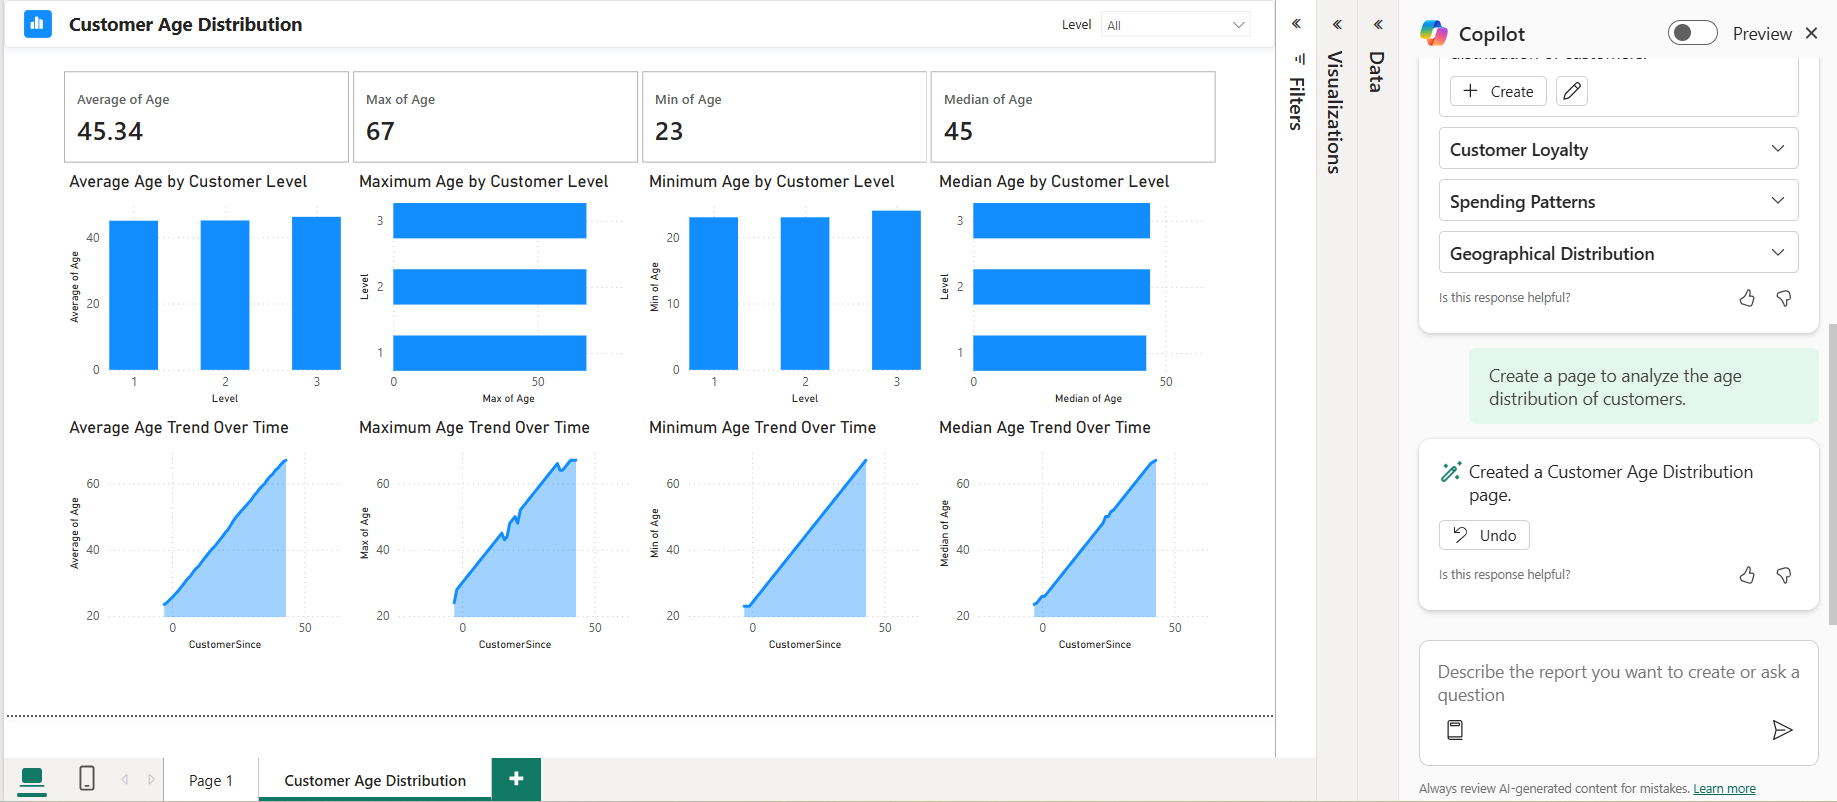 Customer Age Distribution
Level
All
Average of Age
45.34
Max of Age
67
Min of Age
23
Median of Age
45
Average Age by Customer Level
40
20
0
Average of Age
1
2
3
Level
Maximum Age by Customer Level
3
2
1
Level
0
50
Max of Age
Minimum Age by Customer Level
20
10
0
Min of Age
1
2
3
Level
Median Age by Customer Level
3
2
1
Level
0
50
Median of Age
Average Age Trend Over Time
60
40
20
Average of Age
0
50
CustomerSince
Maximum Age Trend Over Time
60
40
20
Max of Age
0
50
CustomerSince
Minimum Age Trend Over Time
60
40
20
Min of Age
0
50
CustomerSince
Median Age Trend Over Time
60
40
20
Median of Age
0
50
CustomerSince
Page 1
Customer Age Distribution
Filters
Visualizations
Data
Copilot
Preview
distribution of customers.
Create
Customer Loyalty
Spending Patterns
Geographical Distribution
Is this response helpful?
Create a page to analyze the age
distribution of customers.
Created a Customer Age Distribution
page.
Undo
Is this response helpful?
Describe the report you want to create or ask a
question
Always review AI-generated content for mistakes. Learn more